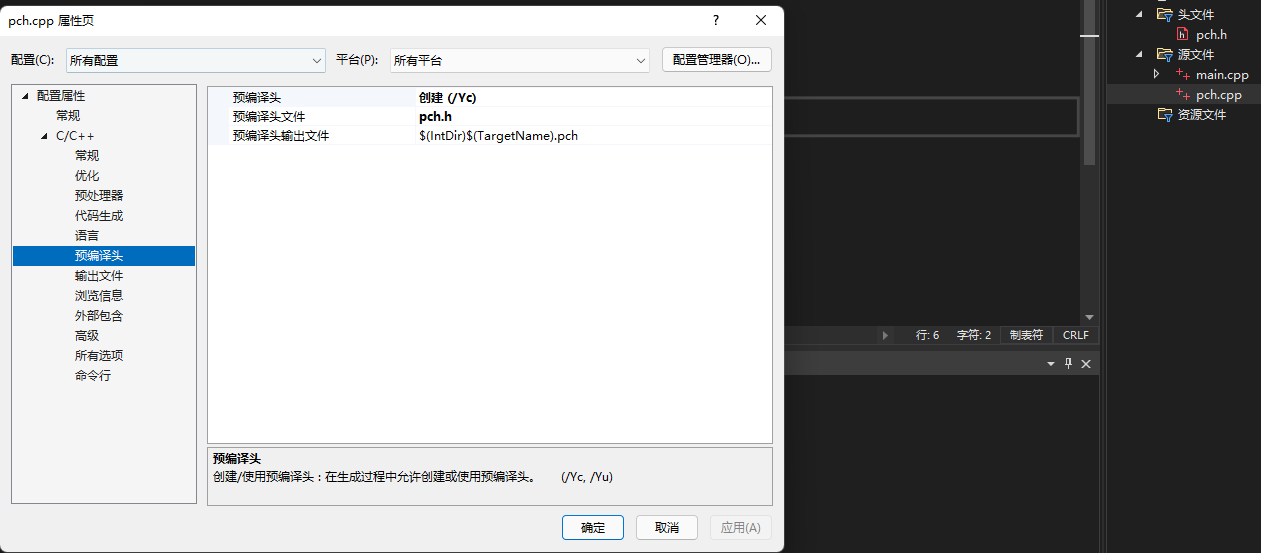 pch.cpp 属性页
?
配置(C):
所有配置
平台(P):
所有平台
配置管理器(O)...
配置属性
常规
C/C++
常规
优化
预处理器
代码生成
语言
预编译头
输出文件
浏览信息
外部包含
高级
所有选项
命令行
预编译头
创建 (/Yc)
预编译头文件
pch.h
预编译头输出文件
$(IntDir)$(TargetName).pch
预编译头
创建/使用预编译头：在生成过程中允许创建或使用预编译头。 (/Yc, /Yu)
确定
取消
应用(A)
行: 6
字符: 2
制表符
CRLF
头文件
pch.h
源文件
main.cpp
pch.cpp
资源文件